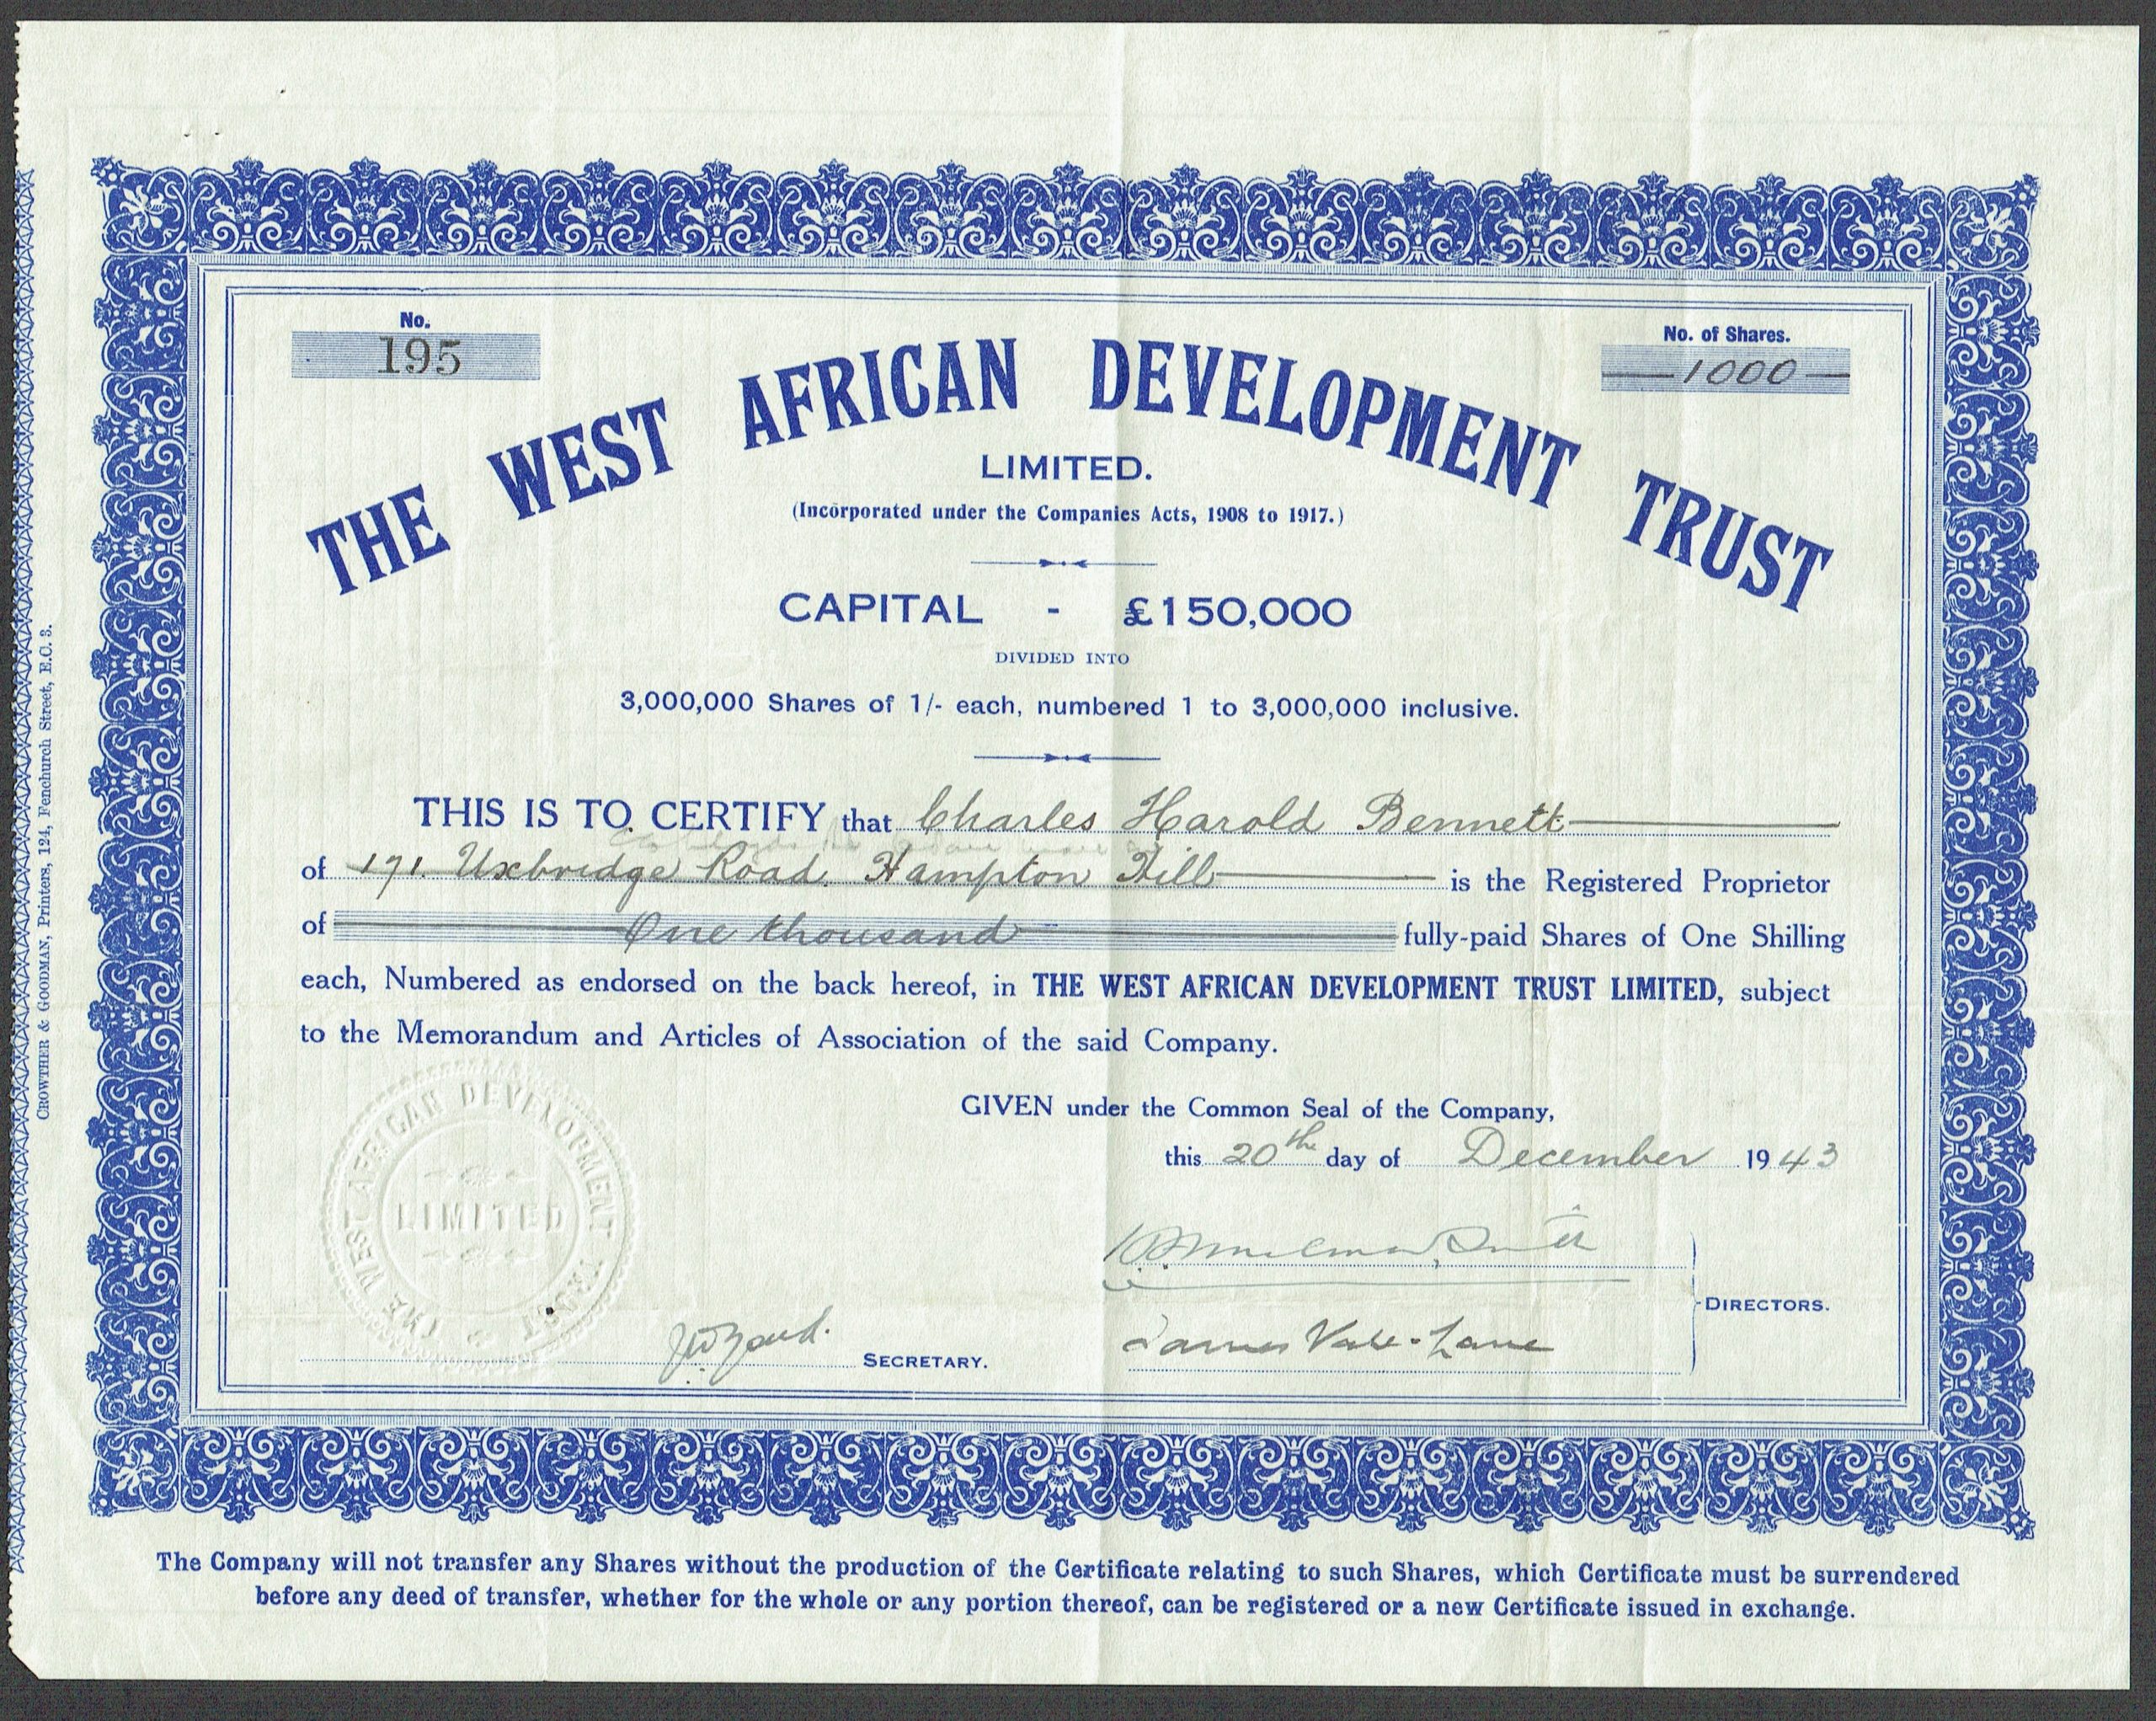 No.
195
No. of Shares.
1000
THE WEST AFRICAN DEVELOPMENT TRUST
LIMITED.
(Incorporated under the Companies Acts, 1908 to 1917.)
CAPITAL - £150,000
DIVIDED INTO
3,000,000 Shares of 1/- each, numbered 1 to 3,000,000 inclusive.
THIS IS TO CERTIFY that Charles Harold Bennett
of 171. Uxbridge Road. Hampton Hill is the Registered Proprietor
of One thousand fully-paid Shares of One Shilling
each, Numbered as endorsed on the back hereof, in THE WEST AFRICAN DEVELOPMENT TRUST LIMITED, subject
to the Memorandum and Articles of Association of the said Company.
GIVEN under the Common Seal of the Company,
this 20th day of December 1943
DIRECTORS.
James Vale-Lane
SECRETARY.
THE WEST AFRICAN DEVELOPMENT TRUST
LIMITED
The Company will not transfer any Shares without the production of the Certificate relating to such Shares, which Certificate must be surrendered
before any deed of transfer, whether for the whole or any portion thereof, can be registered or a new Certificate issued in exchange.
CROWTHER & GOODMAN, Printers, 124, Fenchurch Street, E.C. 3.